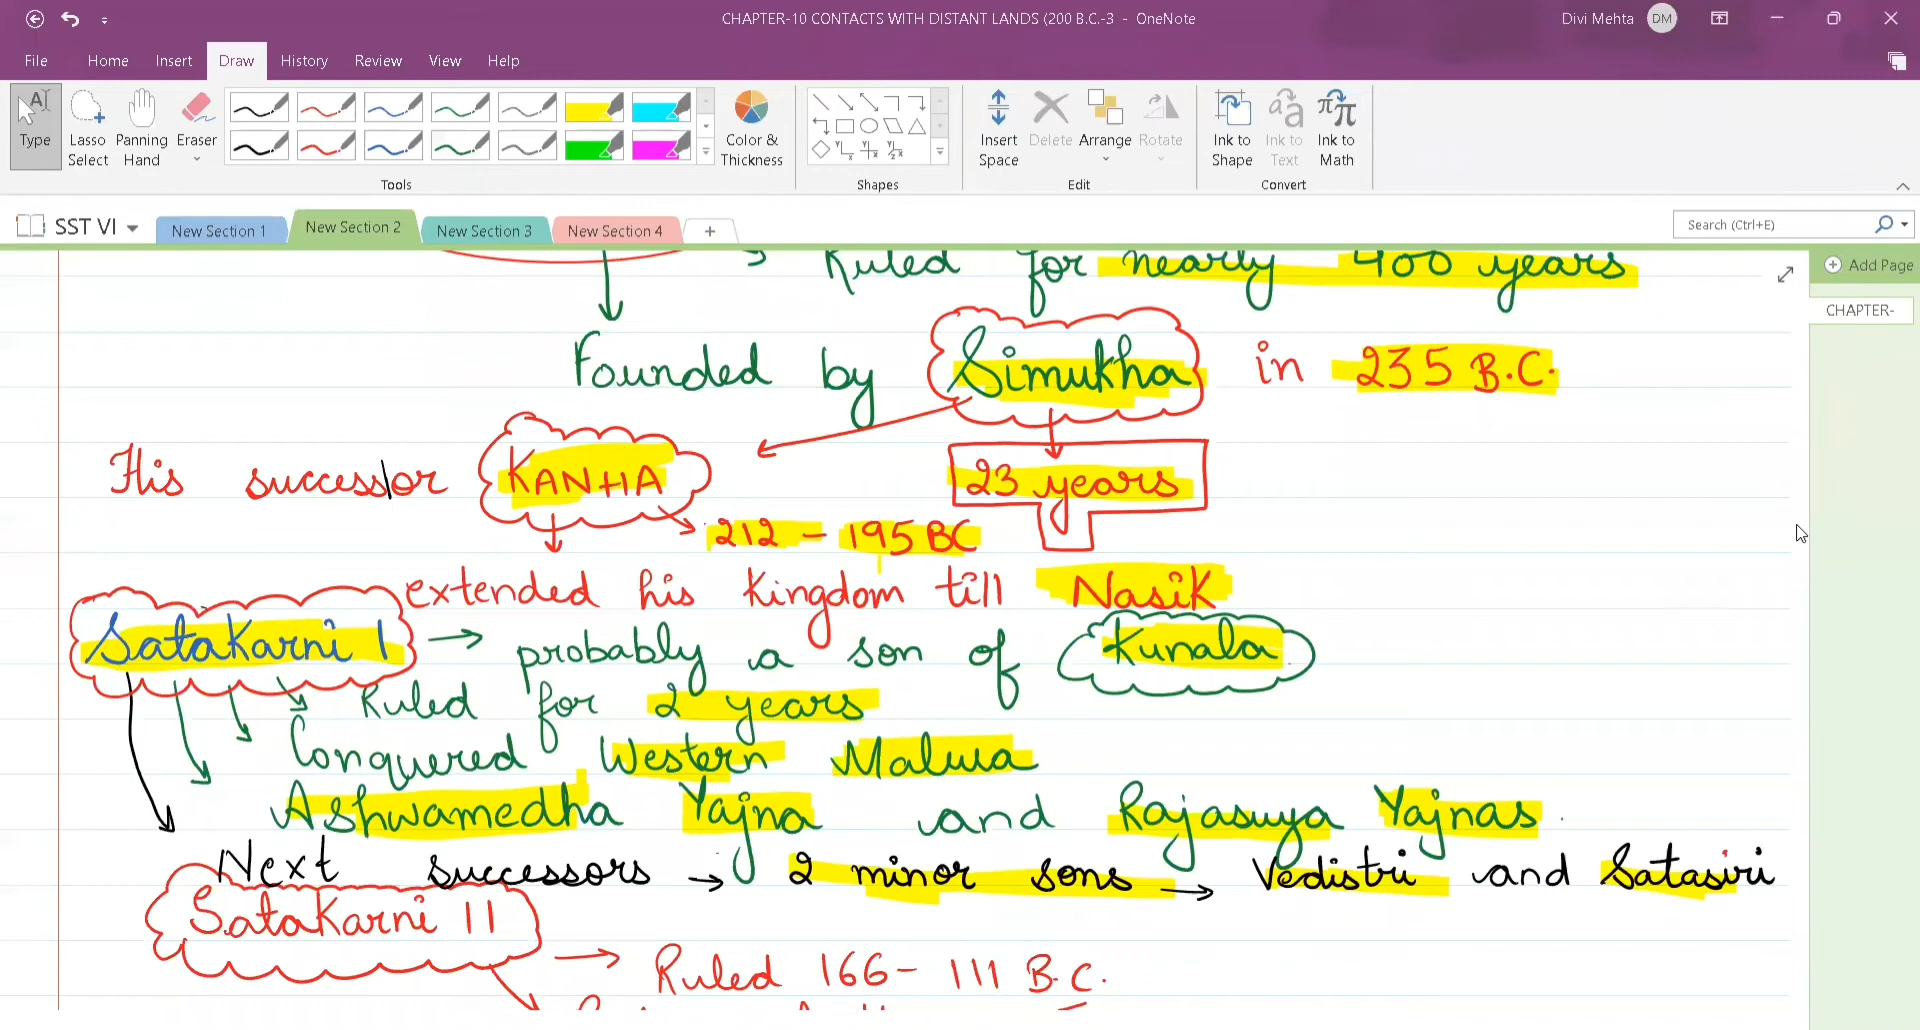 CHAPTER-10 CONTACTS WITH DISTANT LANDS (200 B.C.-3 - OneNote
Divi Mehta DM
File Home Insert Draw History Review View Help
Type
Lasso Select
Panning Hand
Eraser
Color & Thickness
Insert Space
Delete
Arrange
Rotate
Ink to Shape
Ink to Text
Ink to Math
Tools Shapes Edit Convert
SST VI New Section 1 New Section 2 New Section 3 New Section 4 +
Search (Ctrl+E)
Add Page
CHAPTER-
Ruled for nearly 400 years
Founded by Simukha in 235 B.C.
His successor KANHA 23 years
212 - 195 BC
extended his kingdom till Nasik
Satakarni I → probably a son of Kunala
Ruled for 2 years
Conquered Western Malwa
Ashwamedha Yajna and Rajasuya Yajnas.
Next successors → 2 minor sons → Vedistri and Satasiri
Satakarni II
→ Ruled 166- 111 B.C.